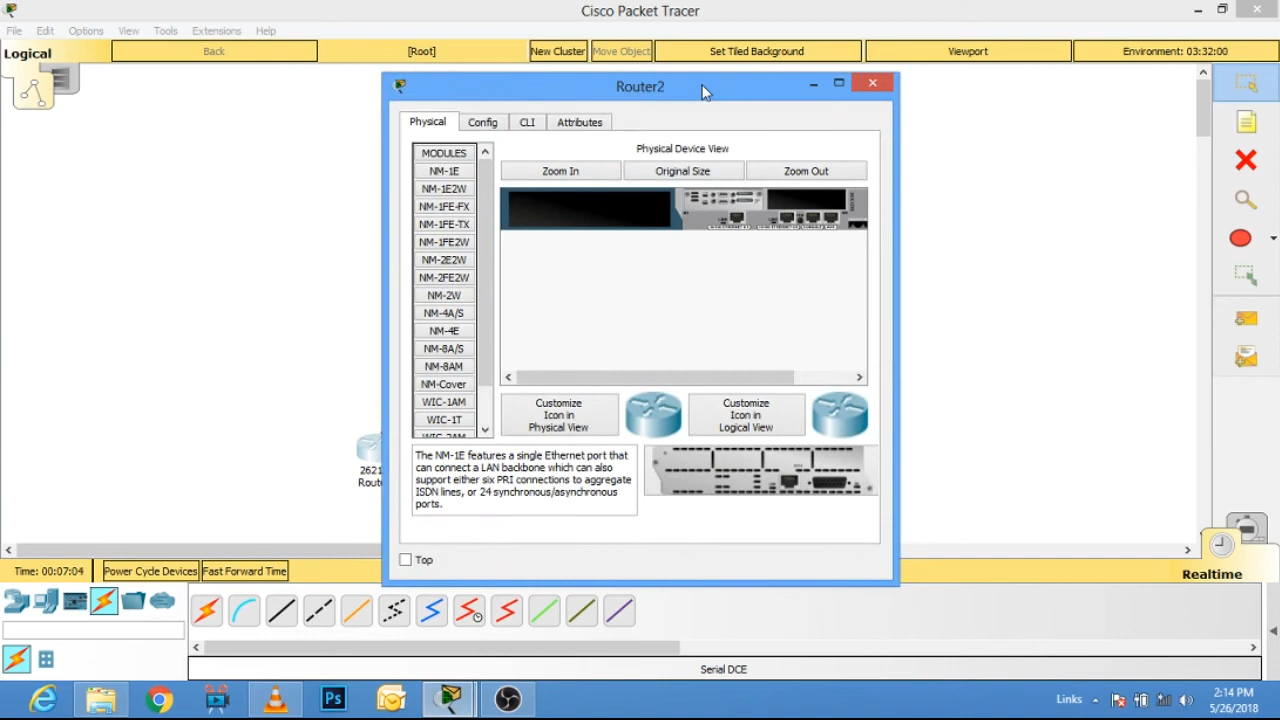 Cisco Packet Tracer
File Edit Options View Tools Extensions Help
Logical Back [Root] New Cluster Move Object Set Tiled Background Viewport Environment: 03:32:00
Router2
Physical Config CLI Attributes
MODULES
NM-1E
NM-1E2W
NM-1FE-FX
NM-1FE-TX
NM-1FE2W
NM-2E2W
NM-2FE2W
NM-2W
NM-4A/S
NM-4E
NM-8A/S
NM-8AM
NM-Cover
WIC-1AM
WIC-1T
WIC-2AM
Physical Device View
Zoom In Original Size Zoom Out
Customize
Icon in
Physical View
Customize
Icon in
Logical View
The NM-1E features a single Ethernet port that
can connect a LAN backbone which can also
support either six PRI connections to aggregate
ISDN lines, or 24 synchronous/asynchronous
ports.
2621
Route
Top
Time: 00:07:04 Power Cycle Devices Fast Forward Time Realtime
Serial DCE
Ps
Links
2:14 PM
5/26/2018